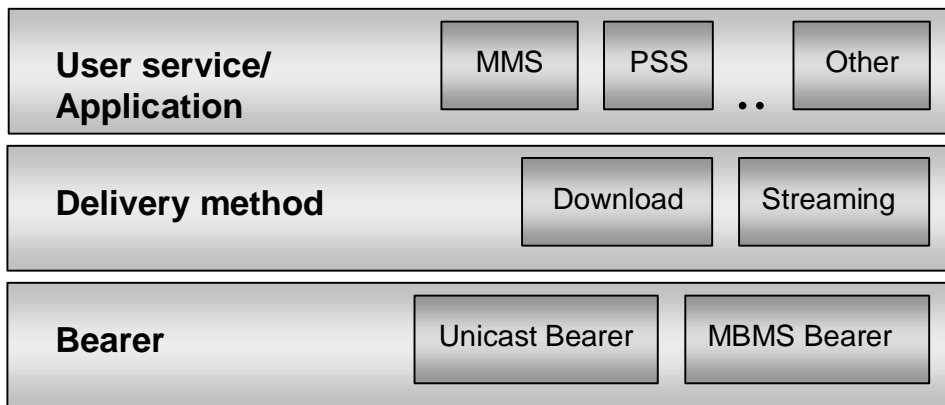 User service/
Application
MMS
PSS
..
Other
Delivery method
Download
Streaming
Bearer
Unicast Bearer
MBMS Bearer